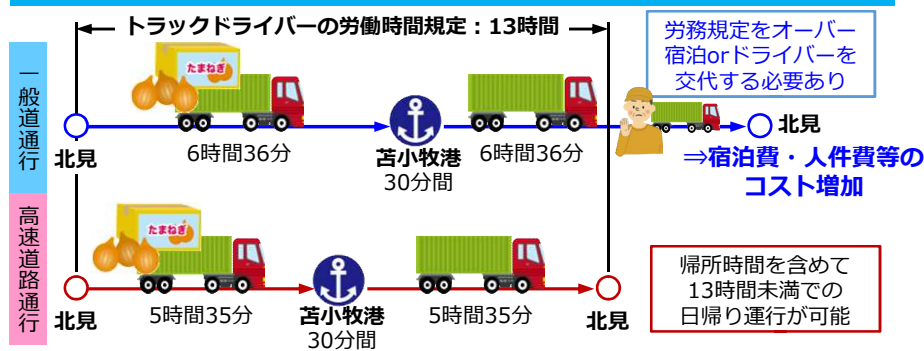 トラックドライバーの労働時間規定：13時間
労務規定をオーバー
宿泊orドライバーを
交代する必要あり
一般道通行
たまねぎ
北見
6時間36分
苫小牧港
30分間
6時間36分
北見
⇒宿泊費・人件費等の
コスト増加
高速道路通行
たまねぎ
北見
5時間35分
苫小牧港
30分間
5時間35分
北見
帰所時間を含めて
13時間未満での
日帰り運行が可能